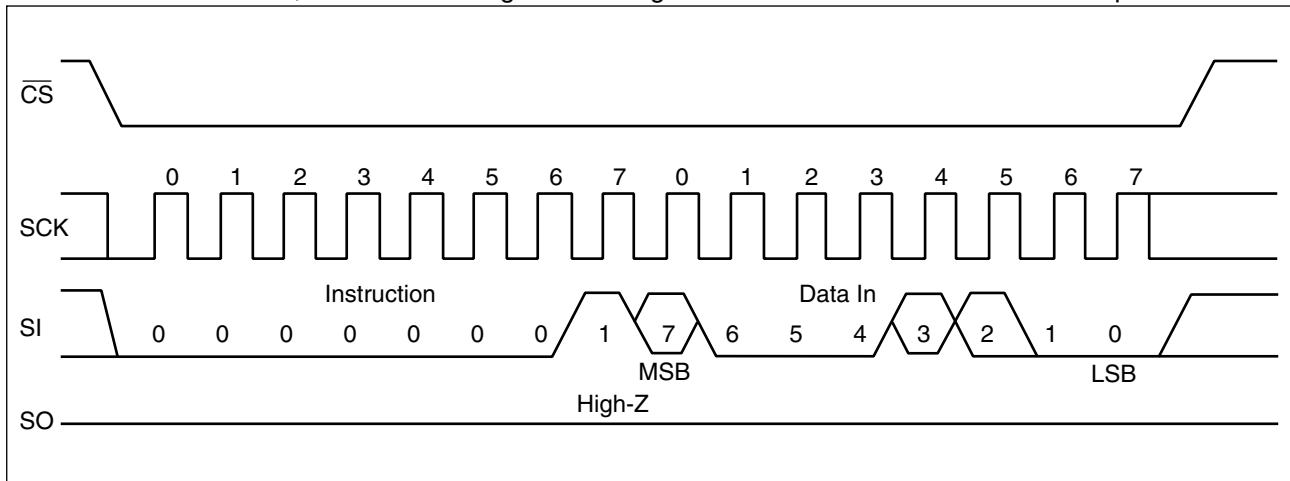 CS
0 1 2 3 4 5 6 7 0 1 2 3 4 5 6 7
SCK
Instruction Data In
SI 0 0 0 0 0 0 0 1 7 6 5 4 3 2 1 0
MSB LSB
High-Z
SO